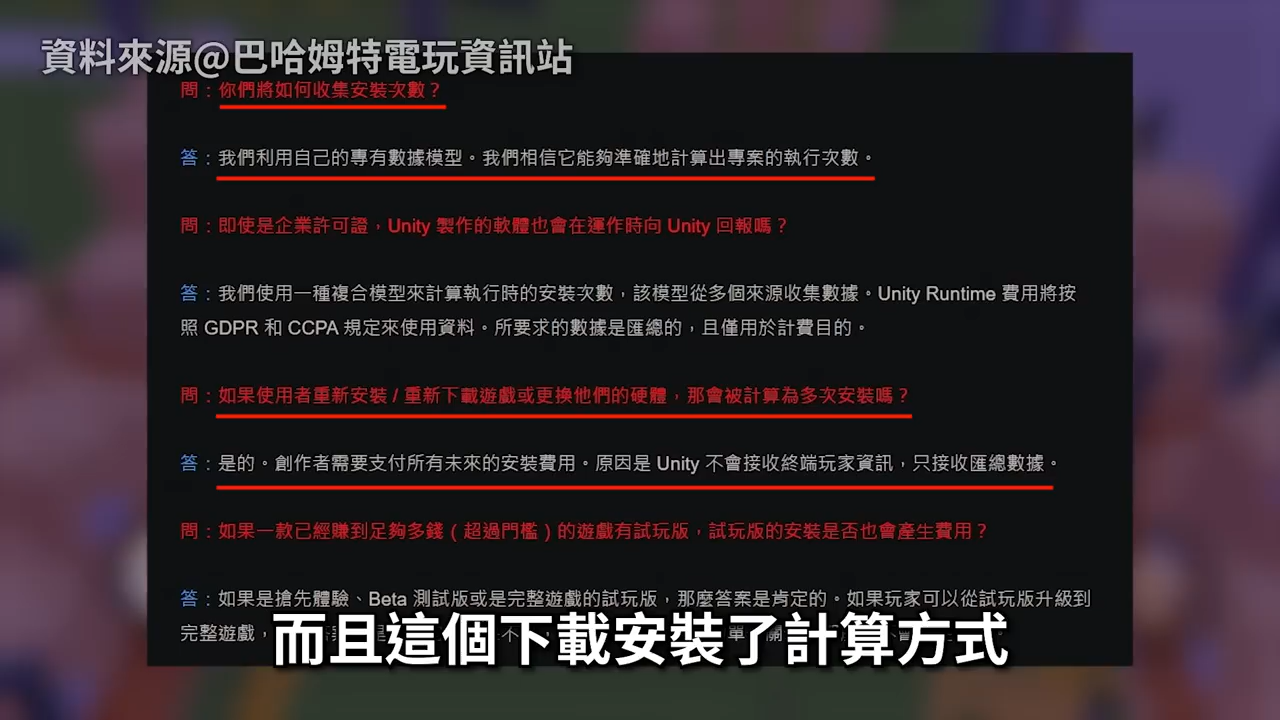 資料來源@巴哈姆特電玩資訊站
問：你們將如何收集安裝次數？
答：我們利用自己的專有數據模型。我們相信它能夠準確地計算出專案的執行次數。
問：即使是企業許可證，Unity 製作的軟體也會在運作時向 Unity 回報嗎？
答：我們使用一種複合模型來計算執行時的安裝次數，該模型從多個來源收集數據。Unity Runtime 費用將按
照 GDPR 和 CCPA 規定來使用資料。所要求的數據是匯總的，且僅用於計費目的。
問：如果使用者重新安裝 / 重新下載遊戲或更換他們的硬體，那會被計算為多次安裝嗎？
答：是的。創作者需要支付所有未來的安裝費用。原因是 Unity 不會接收終端玩家資訊，只接收匯總數據。
問：如果一款已經賺到足夠多錢（超過門檻）的遊戲有試玩版，試玩版的安裝是否也會產生費用？
答：如果是搶先體驗、Beta 測試版或是完整遊戲的試玩版，那麼答案是肯定的。如果玩家可以從試玩版升級到
完整遊戲，
而且這個下載安裝了計算方式